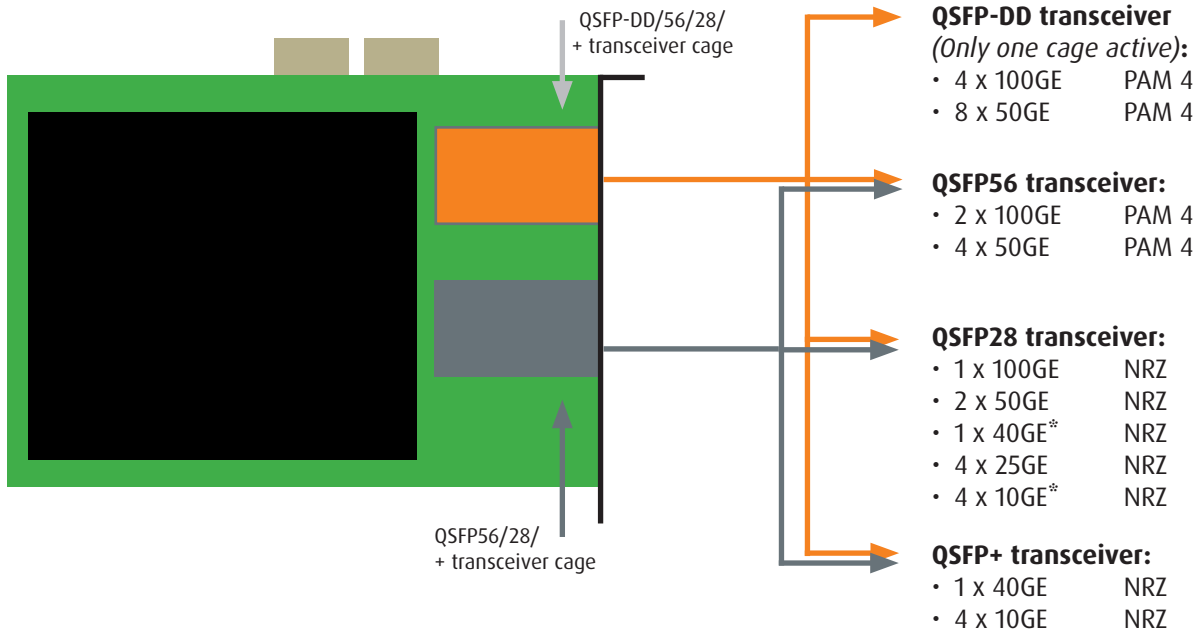 QSFP-DD/56/28/
+ transceiver cage
QSFP56/28/
+ transceiver cage
QSFP-DD transceiver
(Only one cage active):
• 4 x 100GE PAM 4
• 8 x 50GE PAM 4
QSFP56 transceiver:
• 2 x 100GE PAM 4
• 4 x 50GE PAM 4
QSFP28 transceiver:
• 1 x 100GE NRZ
• 2 x 50GE NRZ
• 1 x 40GE* NRZ
• 4 x 25GE NRZ
• 4 x 10GE* NRZ
QSFP+ transceiver:
• 1 x 40GE NRZ
• 4 x 10GE NRZ